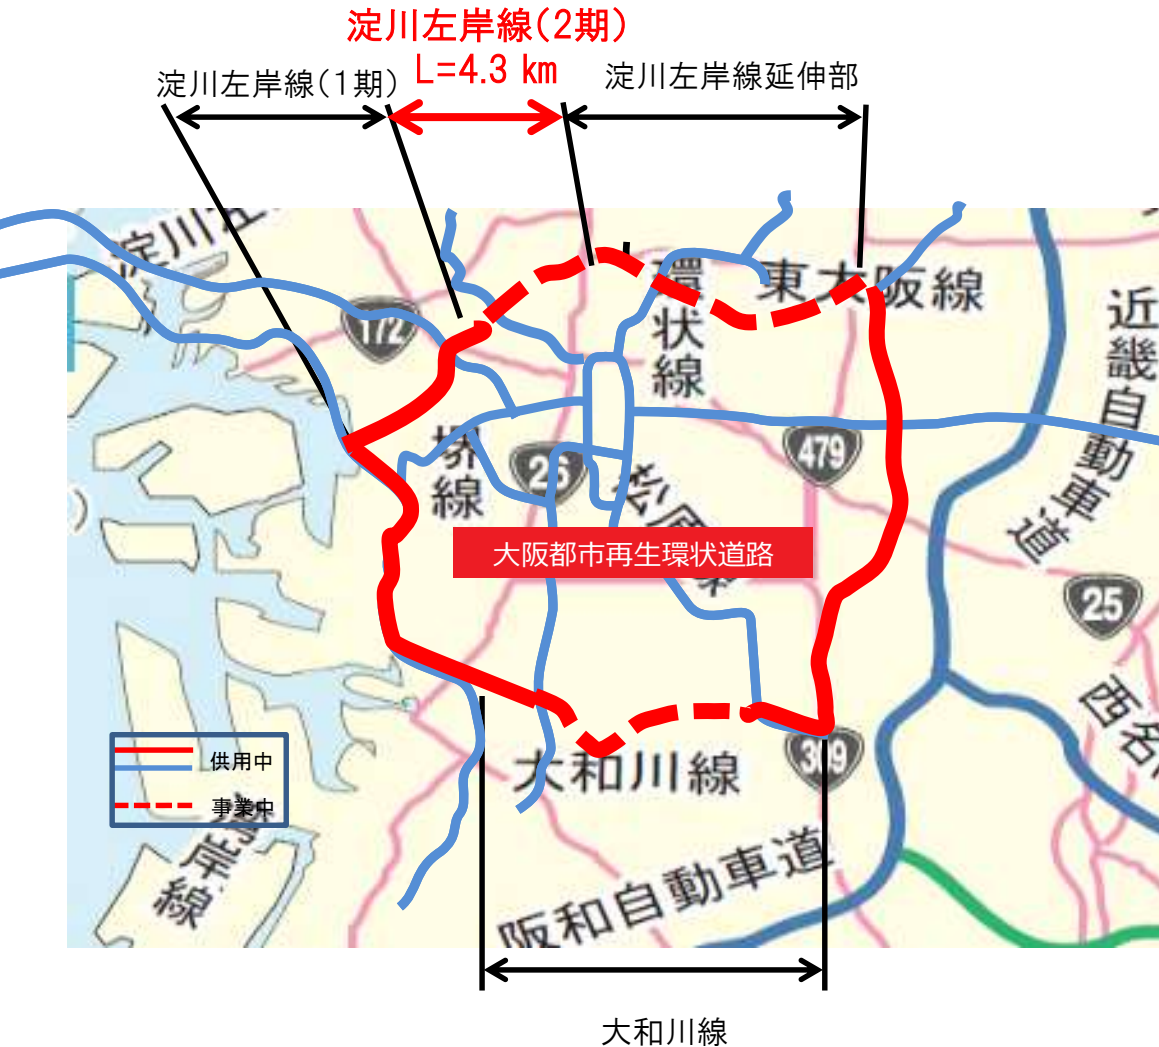 淀川左岸線(2期)
L=4.3 km
淀川左岸線(1期)
淀川左岸線延伸部
淀川左
環状線
東大阪線
近畿自動車道
172
堺線
26
479
大阪都市再生環状道路
25
西名
供用中
事業中
湾岸線
大和川線
309
阪和自動車道
大和川線